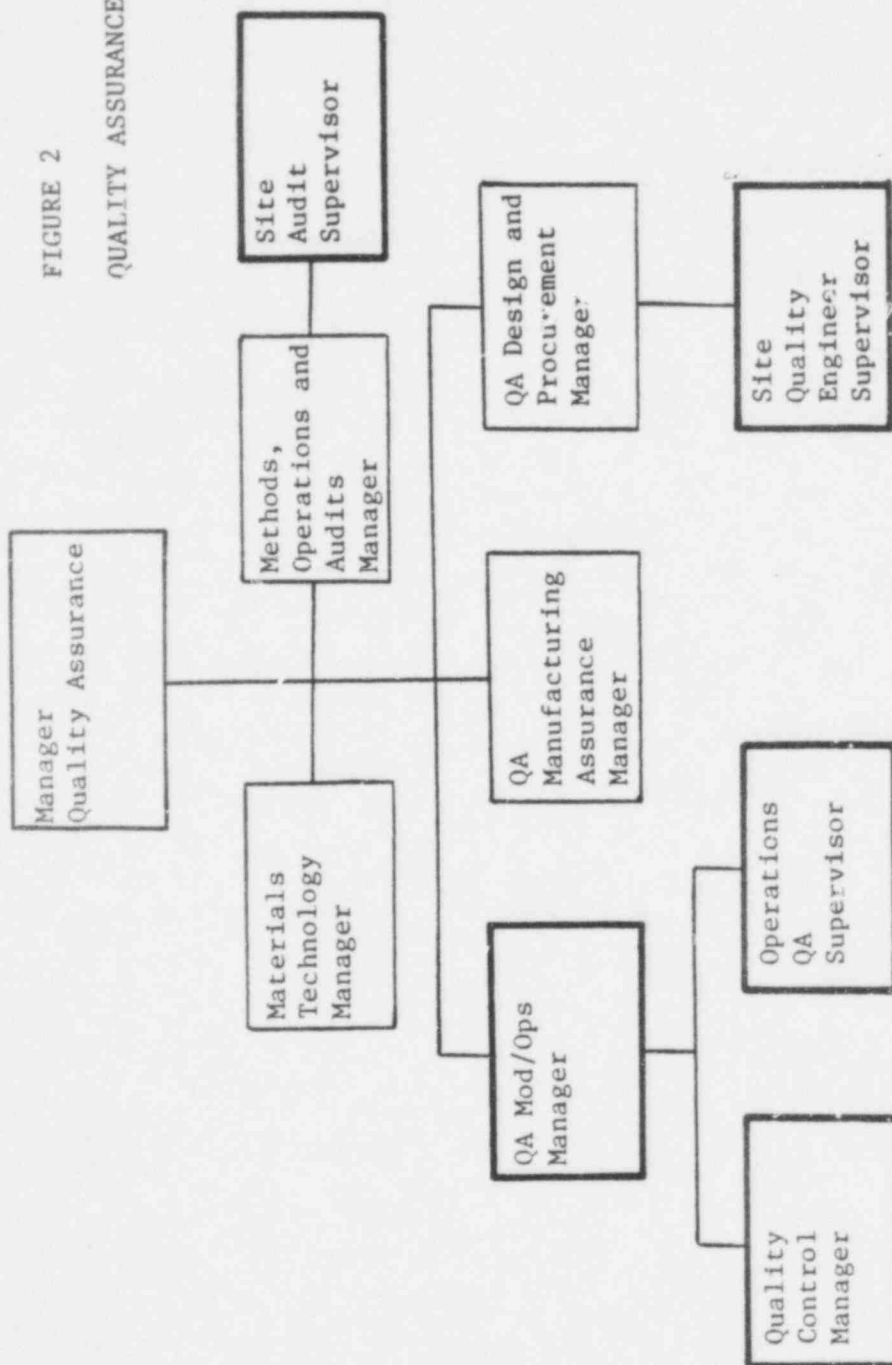 FIGURE 2
QUALITY ASSURANCE
Manager
Quality Assurance
Materials
Technology
Manager
Methods,
Operations and
Audits
Manager
Site
Audit
Supervisor
QA Mod/Ops
Manager
QA
Manufacturing
Assurance
Manager
QA Design and
Procurement
Manager
Quality
Control
Manager
Operations
QA
Supervisor
Site
Quality
Engineer
Supervisor